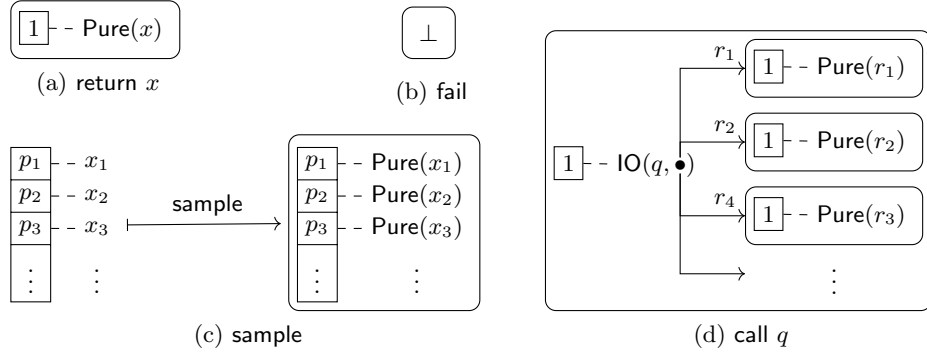 1 Pure(x)
(a) return x
⊥
(b) fail
p1 x1
p2 x2
p3 x3
⋮ ⋮
sample
p1 Pure(x1)
p2 Pure(x2)
p3 Pure(x3)
⋮ ⋮
(c) sample
1 IO(q, •)
r1 1 Pure(r1)
r2 1 Pure(r2)
r4 1 Pure(r3)
⋮
(d) call q